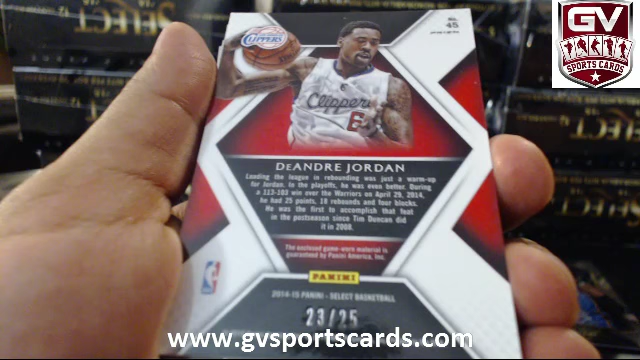 GV
SPORTS CARDS
SELECT
SELECT
No.
45
CLIPPERS
Clippers
6
DEANDRE JORDAN
Leading the league in rebounding was just a warm-up
for Jordan. In the playoffs, he was even better. During
a 113-103 win over the Warriors on April 29, 2014,
he had 25 points, 18 rebounds and four blocks.
He was the first to accomplish that feat
in the postseason since Tim Duncan did
it in 2008.
The enclosed game-worn material is
guaranteed by Panini America, Inc.
PANINI
NBA
2014-15 PANINI - SELECT BASKETBALL
23/25
www.gvsportscards.com